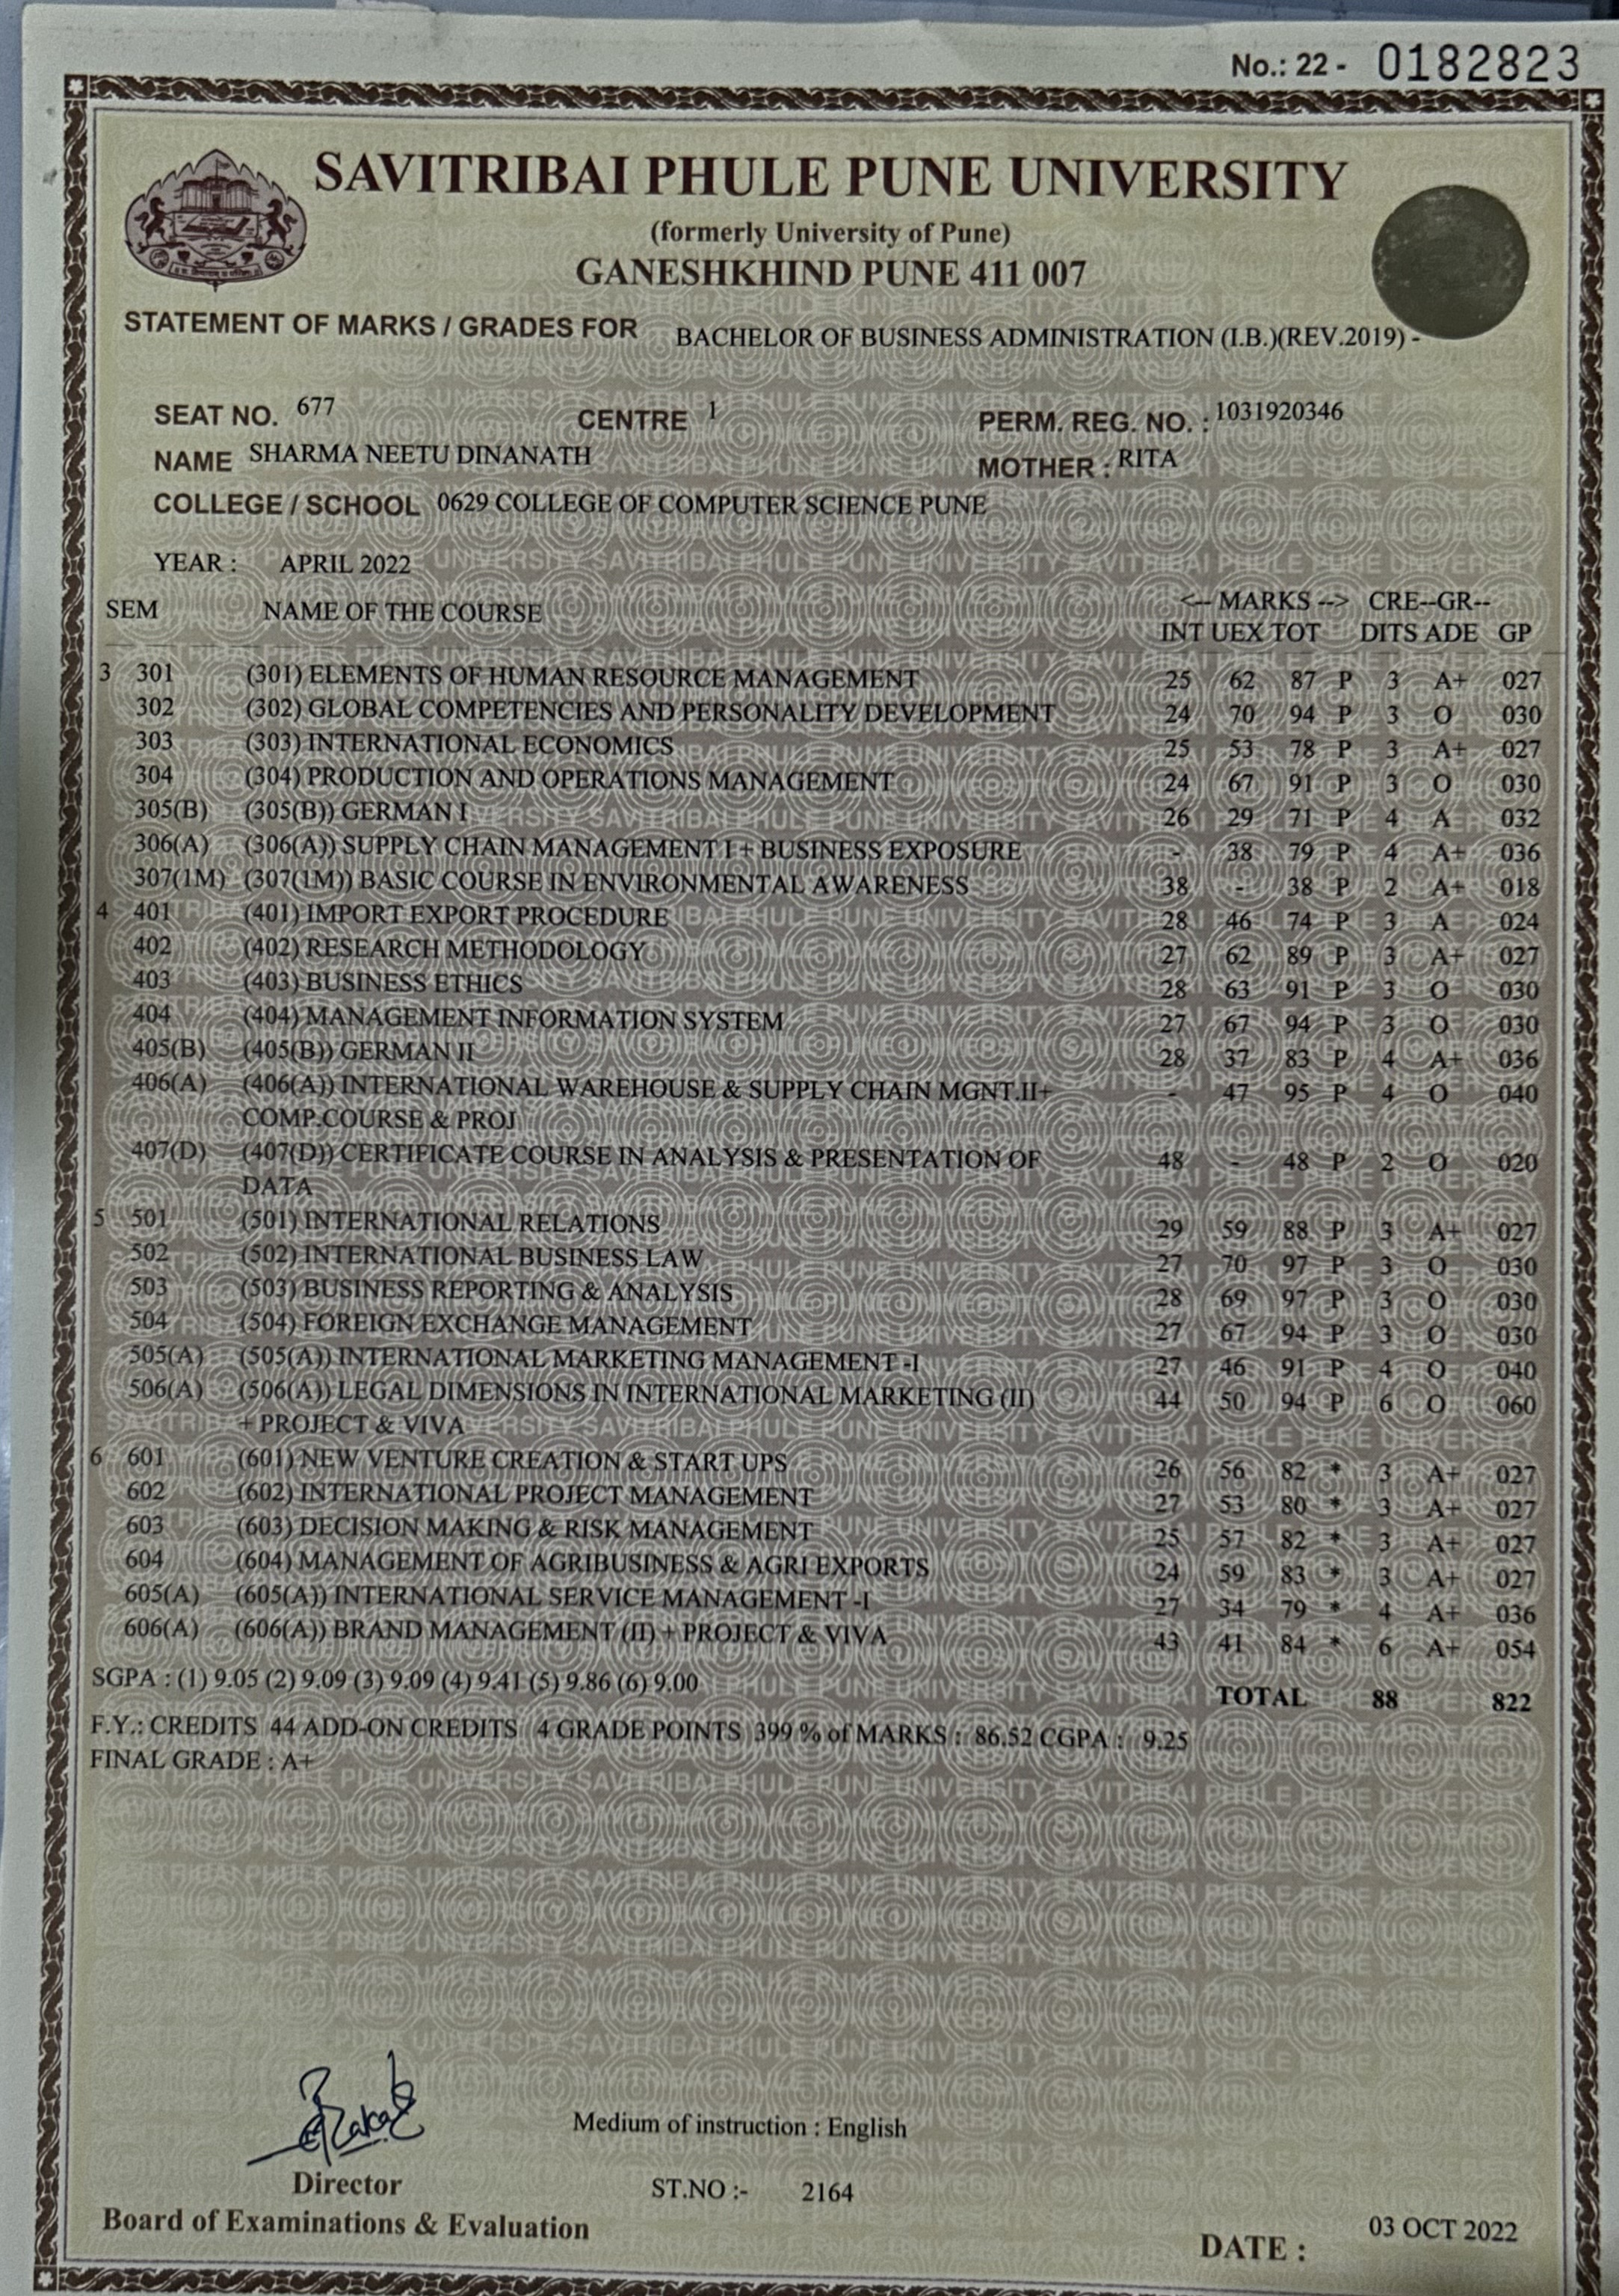 No.: 22 - 0182823
SAVITRIBAI PHULE PUNE UNIVERSITY
(formerly University of Pune)
GANESHKHIND PUNE 411 007
STATEMENT OF MARKS / GRADES FOR BACHELOR OF BUSINESS ADMINISTRATION (I.B.)(REV.2019) -
SEAT NO. 677 CENTRE 1 PERM. REG. NO. : 1031920346
NAME SHARMA NEETU DINANATH MOTHER : RITA
COLLEGE / SCHOOL 0629 COLLEGE OF COMPUTER SCIENCE PUNE
YEAR : APRIL 2022
SEM NAME OF THE COURSE <-- MARKS --> CRE--GR--
INT UEX TOT DITS ADE GP
3 301 (301) ELEMENTS OF HUMAN RESOURCE MANAGEMENT 25 62 87 P 3 A+ 027
302 (302) GLOBAL COMPETENCIES AND PERSONALITY DEVELOPMENT 24 70 94 P 3 O 030
303 (303) INTERNATIONAL ECONOMICS 25 53 78 P 3 A+ 027
304 (304) PRODUCTION AND OPERATIONS MANAGEMENT 24 67 91 P 3 O 030
305(B) (305(B)) GERMAN I 26 29 71 P 4 A 032
306(A) (306(A)) SUPPLY CHAIN MANAGEMENT I + BUSINESS EXPOSURE - 38 79 P 4 A+ 036
307(1M) (307(1M)) BASIC COURSE IN ENVIRONMENTAL AWARENESS 38 - 38 P 2 A+ 018
4 401 (401) IMPORT EXPORT PROCEDURE 28 46 74 P 3 A 024
402 (402) RESEARCH METHODOLOGY 27 62 89 P 3 A+ 027
403 (403) BUSINESS ETHICS 28 63 91 P 3 O 030
404 (404) MANAGEMENT INFORMATION SYSTEM 27 67 94 P 3 O 030
405(B) (405(B)) GERMAN II 28 37 83 P 4 A+ 036
406(A) (406(A)) INTERNATIONAL WAREHOUSE & SUPPLY CHAIN MGNT.II+ - 47 95 P 4 O 040
COMP.COURSE & PROJ
407(D) (407(D)) CERTIFICATE COURSE IN ANALYSIS & PRESENTATION OF 48 - 48 P 2 O 020
DATA
5 501 (501) INTERNATIONAL RELATIONS 29 59 88 P 3 A+ 027
502 (502) INTERNATIONAL BUSINESS LAW 27 70 97 P 3 O 030
503 (503) BUSINESS REPORTING & ANALYSIS 28 69 97 P 3 O 030
504 (504) FOREIGN EXCHANGE MANAGEMENT 27 67 94 P 3 O 030
505(A) (505(A)) INTERNATIONAL MARKETING MANAGEMENT -I 27 46 91 P 4 O 040
506(A) (506(A)) LEGAL DIMENSIONS IN INTERNATIONAL MARKETING (II) 44 50 94 P 6 O 060
+ PROJECT & VIVA
6 601 (601) NEW VENTURE CREATION & START UPS 26 56 82 * 3 A+ 027
602 (602) INTERNATIONAL PROJECT MANAGEMENT 27 53 80 * 3 A+ 027
603 (603) DECISION MAKING & RISK MANAGEMENT 25 57 82 * 3 A+ 027
604 (604) MANAGEMENT OF AGRIBUSINESS & AGRI EXPORTS 24 59 83 * 3 A+ 027
605(A) (605(A)) INTERNATIONAL SERVICE MANAGEMENT -I 27 34 79 * 4 A+ 036
606(A) (606(A)) BRAND MANAGEMENT (II) + PROJECT & VIVA 43 41 84 * 6 A+ 054
SGPA : (1) 9.05 (2) 9.09 (3) 9.09 (4) 9.41 (5) 9.86 (6) 9.00 TOTAL 88 822
F.Y.: CREDITS 44 ADD-ON CREDITS 4 GRADE POINTS 399 % of MARKS : 86.52 CGPA : 9.25
FINAL GRADE : A+
Medium of instruction : English
Director ST.NO :- 2164
Board of Examinations & Evaluation
DATE : 03 OCT 2022